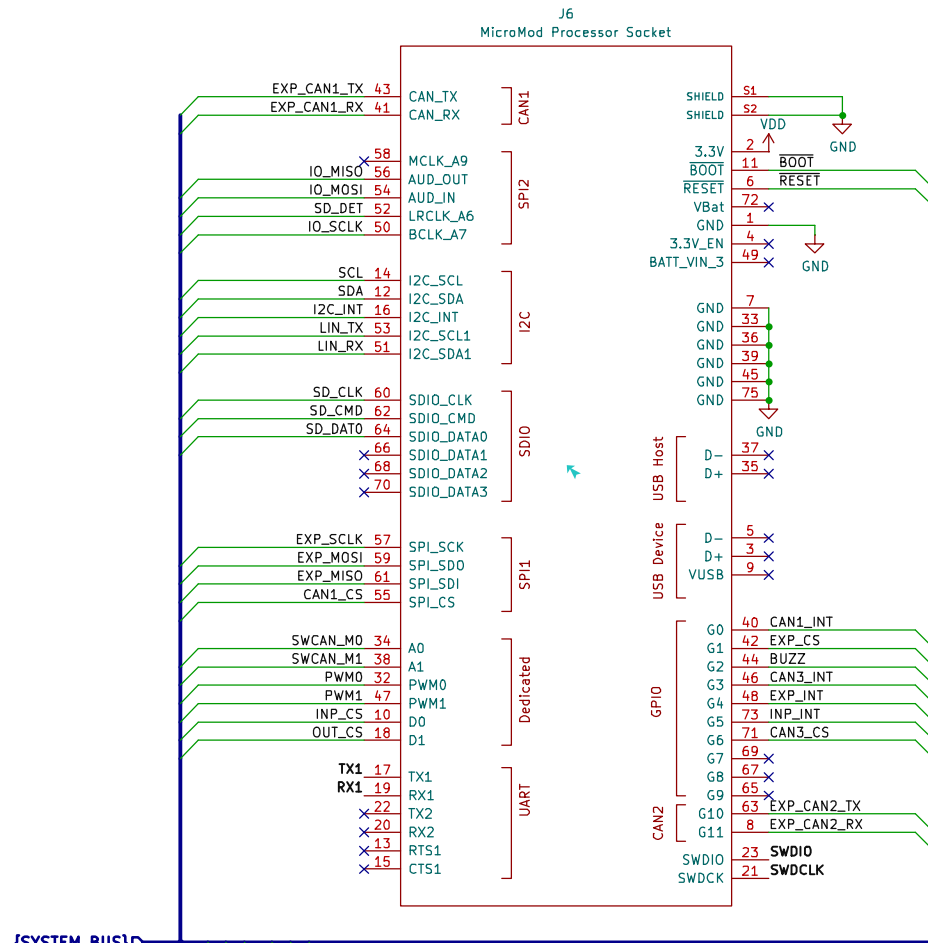 J6
MicroMod Processor Socket
EXP_CAN1_TX 43 CAN_TX
EXP_CAN1_RX 41 CAN_RX
CAN1
58 MCLK_A9
IO_MISO 56 AUD_OUT
IO_MOSI 54 AUD_IN
SD_DET 52 LRCLK_A6
IO_SCLK 50 BCLK_A7
SPI2
SCL 14 I2C_SCL
SDA 12 I2C_SDA
I2C_INT 16 I2C_INT
LIN_TX 53 I2C_SCL1
LIN_RX 51 I2C_SDA1
I2C
SD_CLK 60 SDIO_CLK
SD_CMD 62 SDIO_CMD
SD_DAT0 64 SDIO_DATA0
66 SDIO_DATA1
68 SDIO_DATA2
70 SDIO_DATA3
SDIO
EXP_SCLK 57 SPI_SCK
EXP_MOSI 59 SPI_SDO
EXP_MISO 61 SPI_SDI
CAN1_CS 55 SPI_CS
SPI1
SWCAN_M0 34 A0
SWCAN_M1 38 A1
PWM0 32 PWM0
PWM1 47 PWM1
INP_CS 10 D0
OUT_CS 18 D1
Dedicated
TX1 17 TX1
RX1 19 RX1
22 TX2
20 RX2
13 RTS1
15 CTS1
UART
SHIELD S1
SHIELD S2
GND
VDD
3.3V 2
BOOT 11 BOOT
RESET 6 RESET
VBat 72
GND 1
3.3V_EN 4
BATT_VIN_3 49
GND
GND 7
GND 33
GND 36
GND 39
GND 45
GND 75
GND
USB Host
D- 37
D+ 35
USB Device
D- 5
D+ 3
VUSB 9
GPIO
G0 40 CAN1_INT
G1 42 EXP_CS
G2 44 BUZZ
G3 46 CAN3_INT
G4 48 EXP_INT
G5 73 INP_INT
G6 71 CAN3_CS
G7 69
G8 67
G9 65
CAN2
G10 63 EXP_CAN2_TX
G11 8 EXP_CAN2_RX
SWDIO 23 SWDIO
SWDCK 21 SWDCLK
{SYSTEM_BUS}